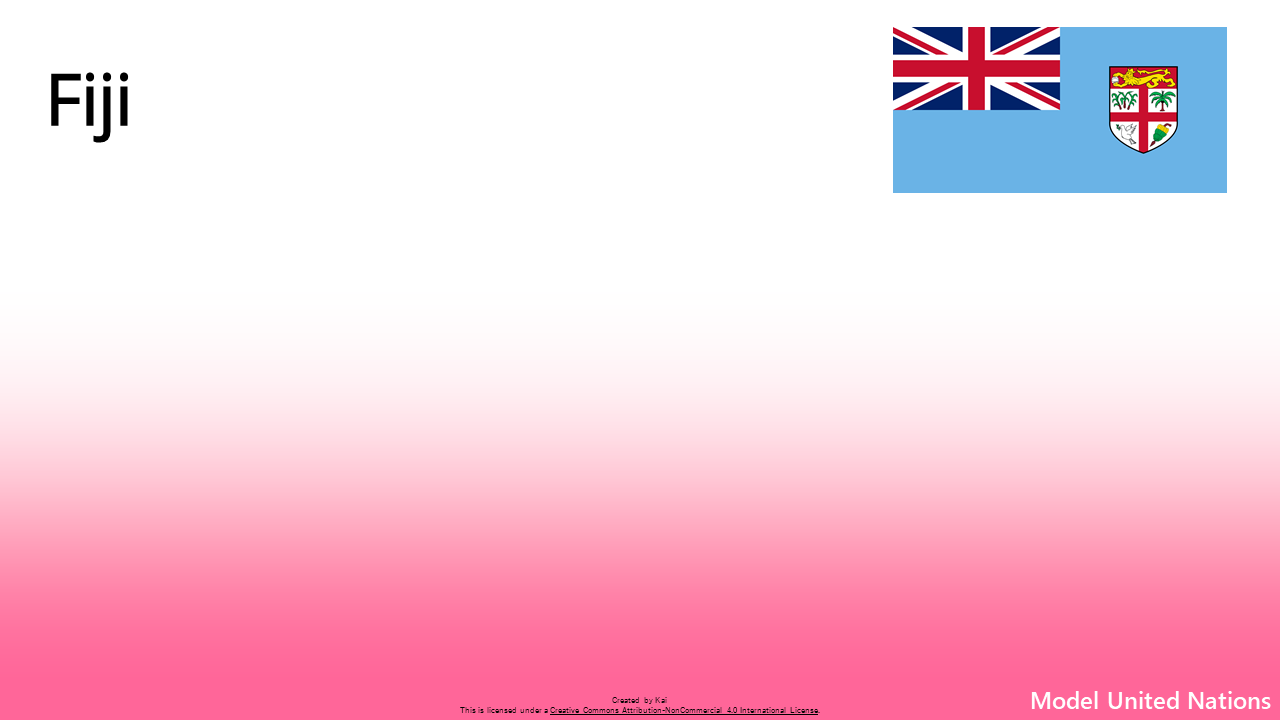 Fiji
Created by Kai
This is licensed under a Creative Commons Attribution-NonCommercial 4.0 International License.
Model United Nations